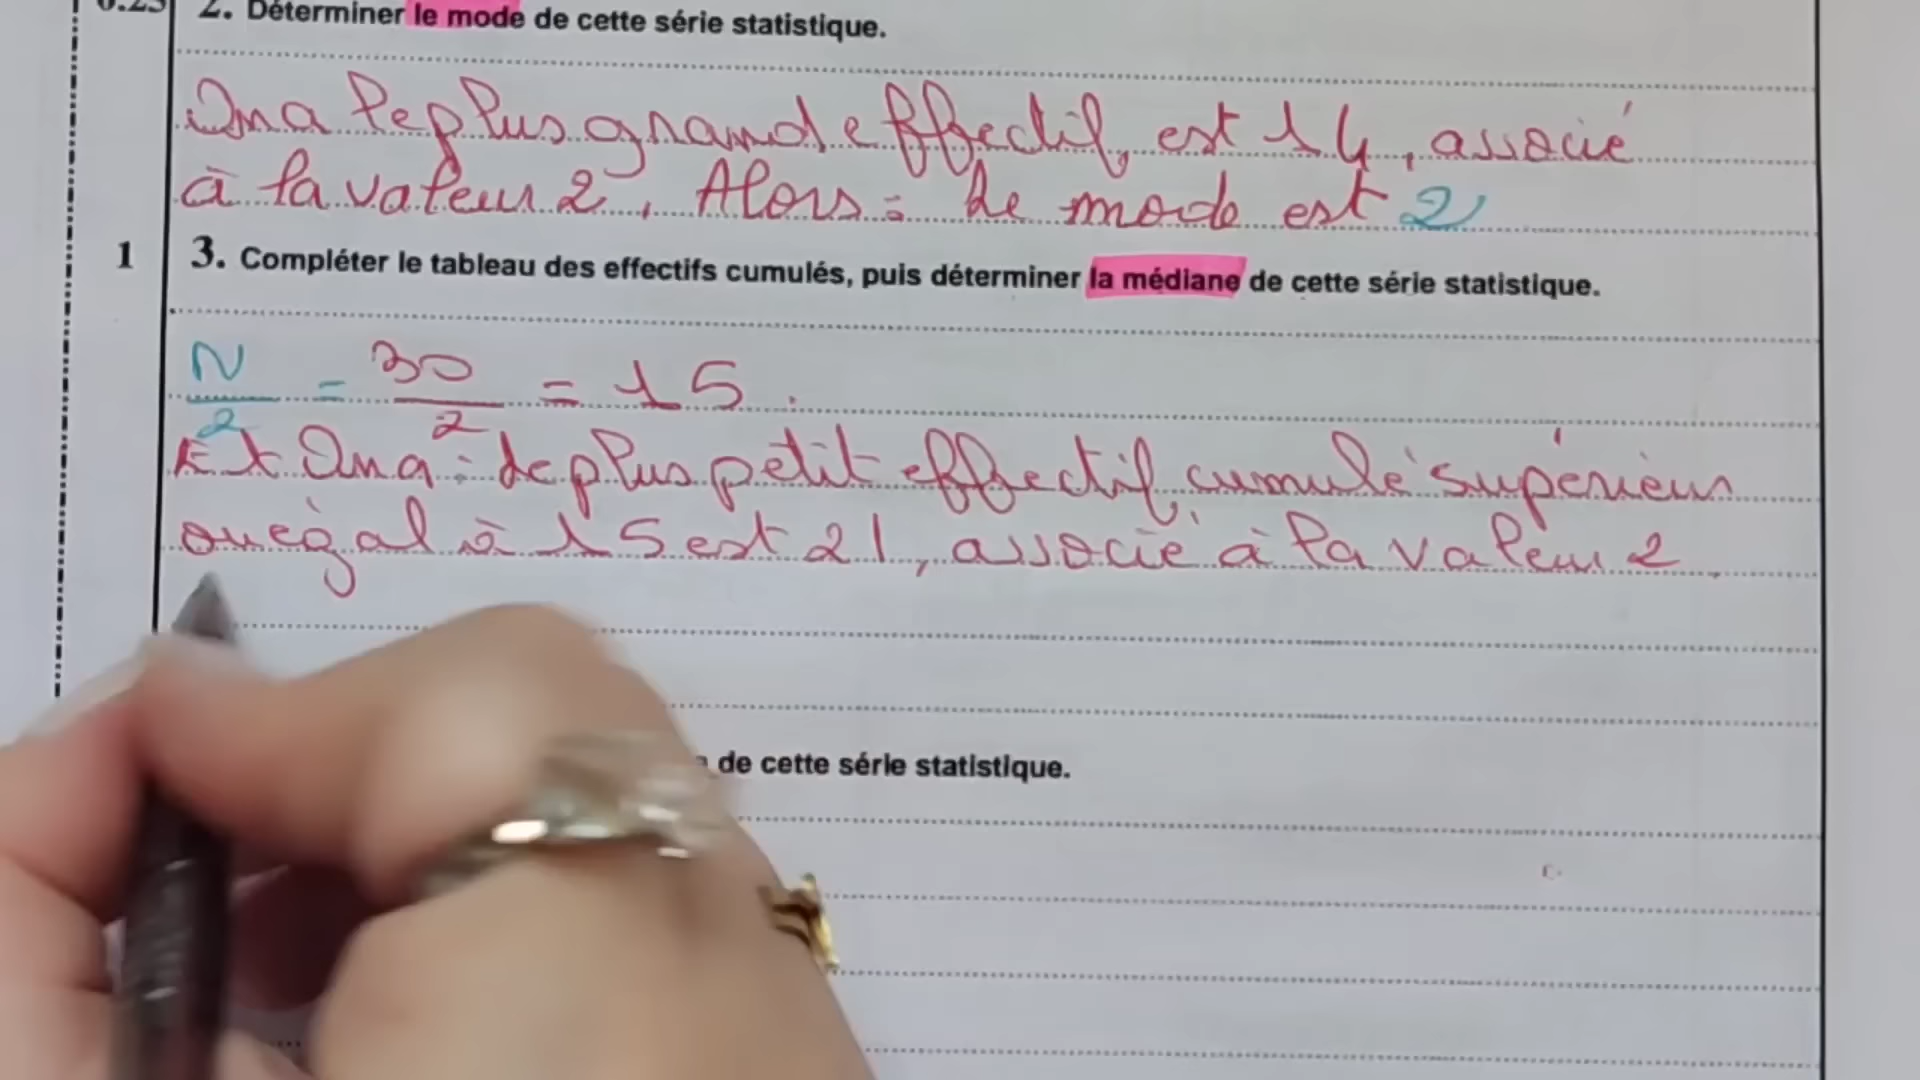 0.25 2. Déterminer le mode de cette série statistique.
On a le plus grand effectif, est 14, associé
à la valeur 2. Alors: le mode est 2
1 3. Compléter le tableau des effectifs cumulés, puis déterminer la médiane de cette série statistique.
N/2 = 30/2 = 15.
Et On a: le plus petit effectif cumulé supérieur
ou égal à 15 est 21, associé à la valeur 2.
de cette série statistique.